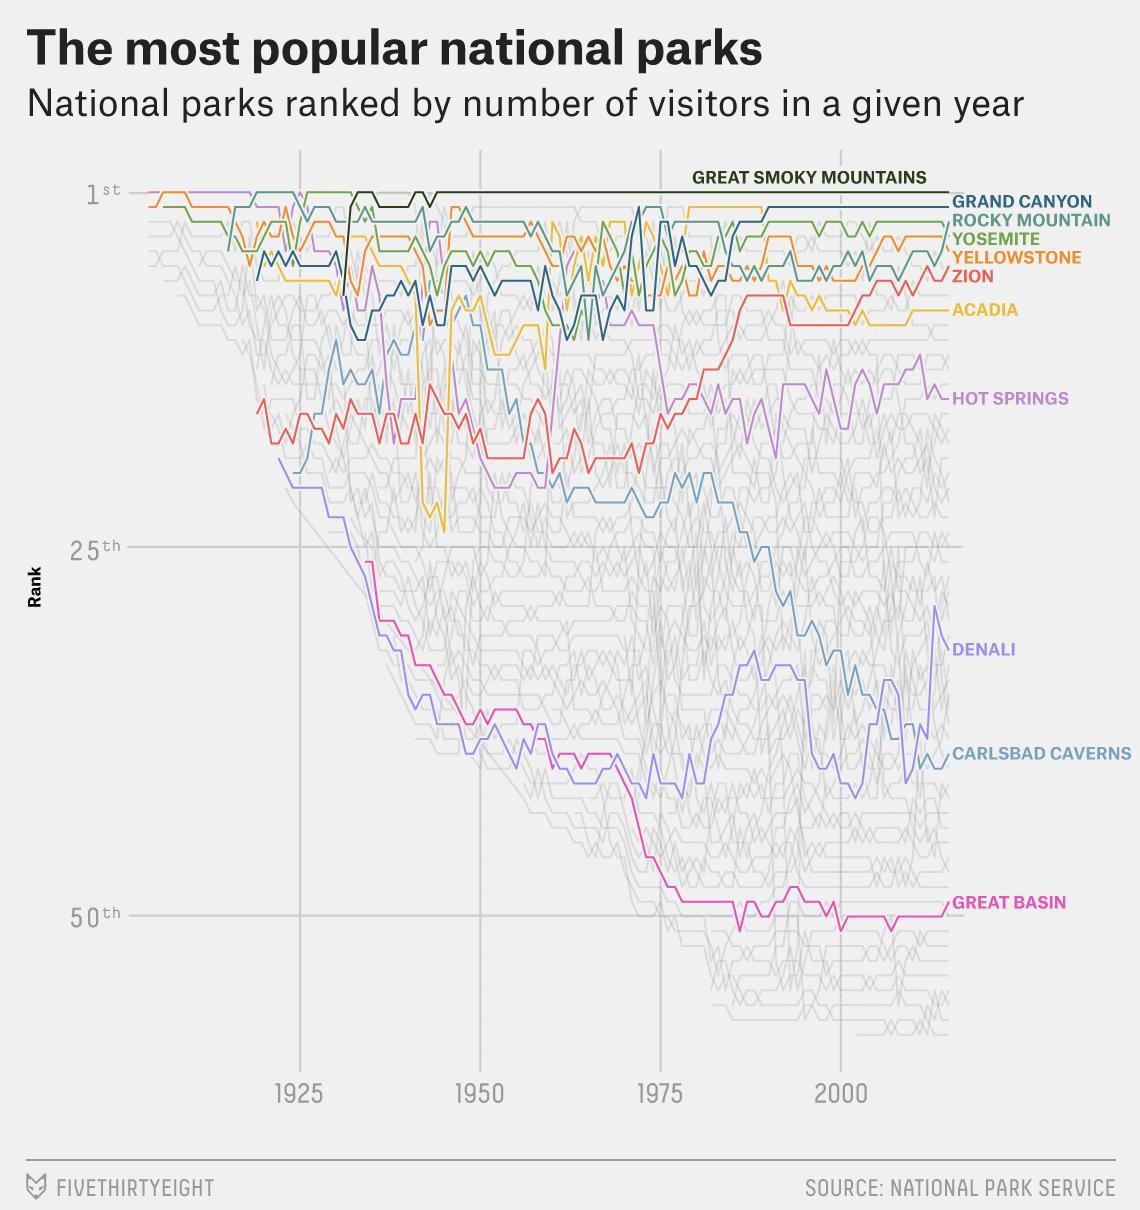 The most popular national parks
National parks ranked by number of visitors in a given year
1st
GREAT SMOKY MOUNTAINS
GRAND CANYON
ROCKY MOUNTAIN
YOSEMITE
YELLOWSTONE
ZION
ACADIA
HOT SPRINGS
25th
Rank
DENALI
CARLSBAD CAVERNS
GREAT BASIN
50th
1925 1950 1975 2000
FIVETHIRTYEIGHT SOURCE: NATIONAL PARK SERVICE